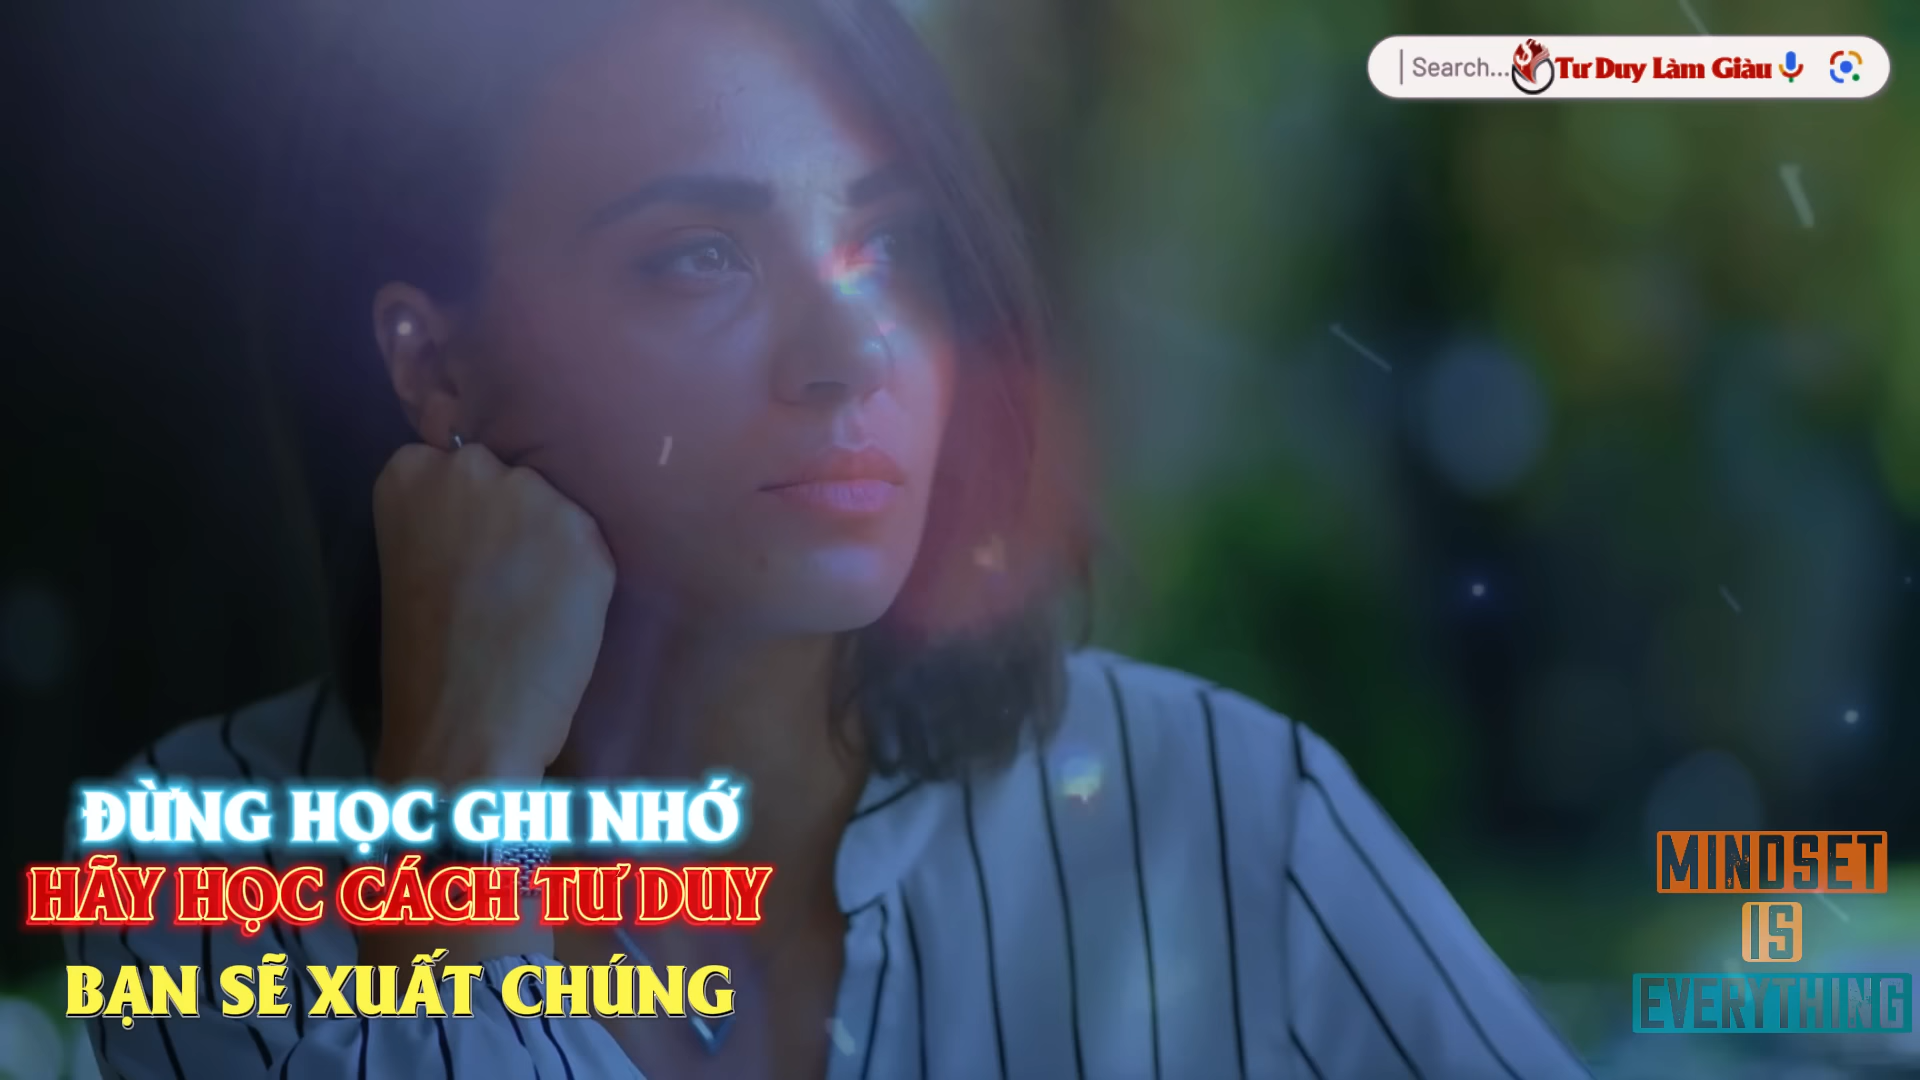 Search... Tư Duy Làm Giàu
ĐỪNG HỌC GHI NHỚ
HÃY HỌC CÁCH TƯ DUY
BẠN SẼ XUẤT CHÚNG
MINDSET
IS
EVERYTHING